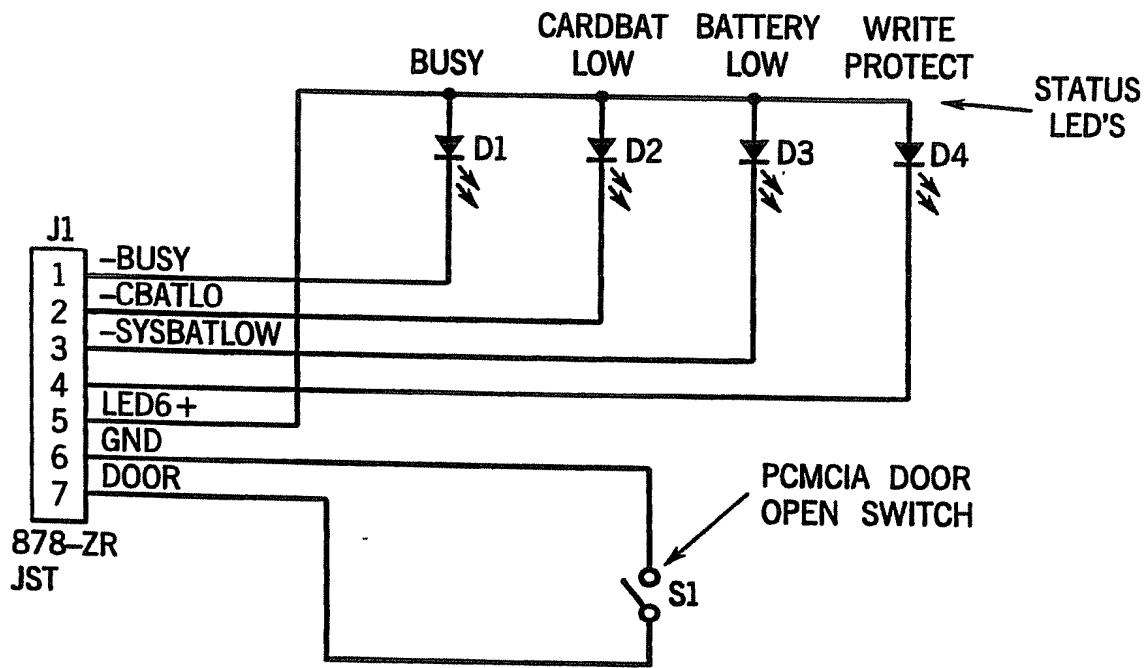 CARDBAT BATTERY WRITE
BUSY LOW LOW PROTECT
STATUS
LED'S
D1 D2 D3 D4
J1
1 –BUSY
2 –CBATLO
3 –SYSBATLOW
4
5 LED6+
6 GND
7 DOOR
PCMCIA DOOR
OPEN SWITCH
878–ZR
JST
S1